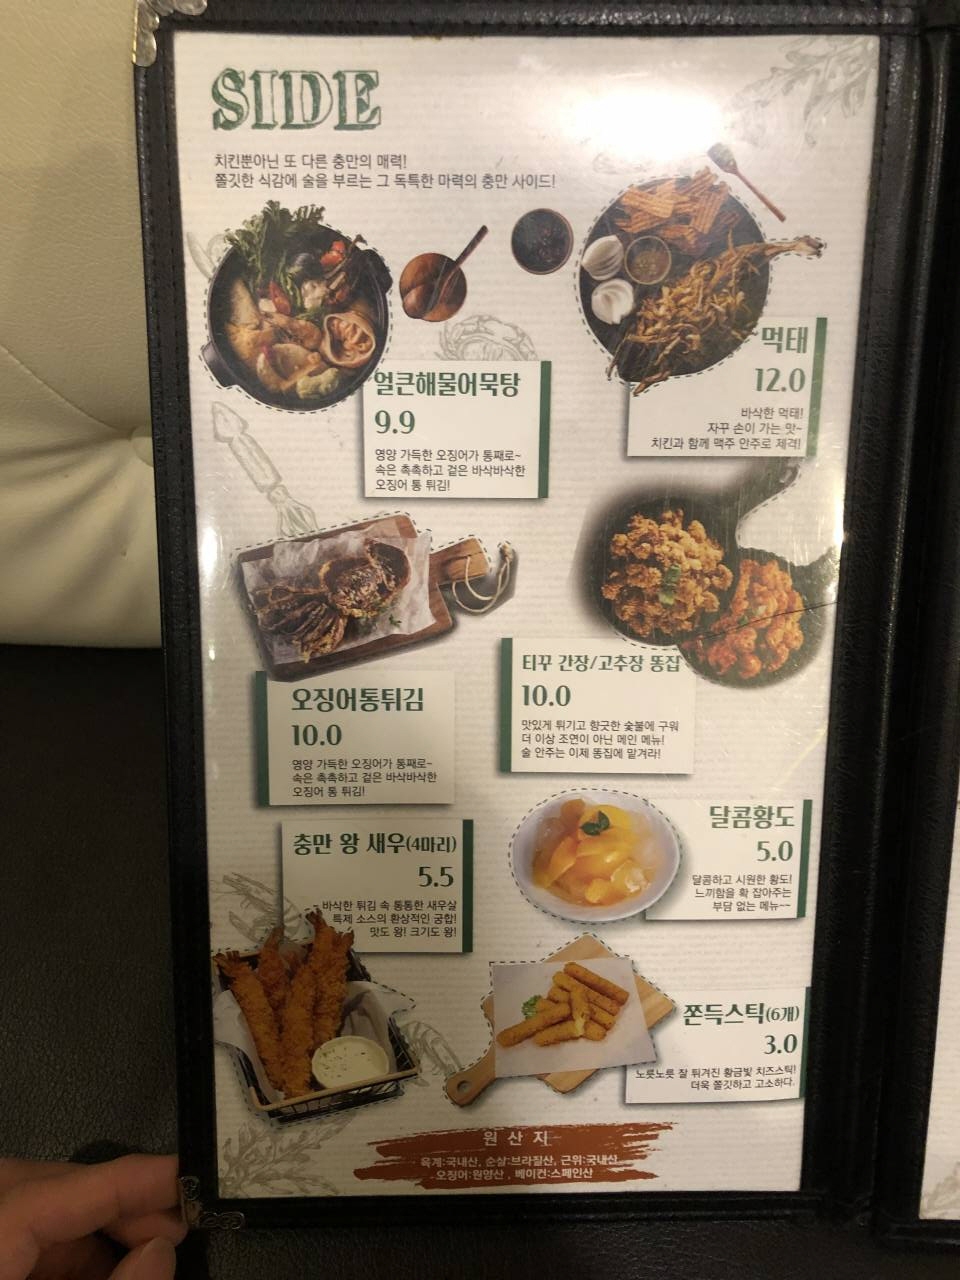 SIDE
치킨뿐아닌 또 다른 충만의 매력!
쫄깃한 식감에 술을 부르는 그 독특한 마력의 충만 사이드!
얼큰해물어묵탕
9.9
영양 가득한 오징어가 통째로~
속은 촉촉하고 겉은 바삭바삭한
오징어 통 튀김!
먹태
12.0
바삭한 먹태!
자꾸 손이 가는 맛~
치킨과 함께 맥주 안주로 제격!
오징어통튀김
10.0
영양 가득한 오징어가 통째로~
속은 촉촉하고 겉은 바삭바삭한
오징어 통 튀김!
티꾸 간장/고추장 똥집
10.0
맛있게 튀기고 향긋한 숯불에 구워
더 이상 조연이 아닌 메인 메뉴!
술 안주는 이제 똥집에 맡겨라!
충만 왕 새우(4마리)
5.5
바삭한 튀김 속 통통한 새우살
특제 소스의 환상적인 궁합!
맛도 왕! 크기도 왕!
달콤황도
5.0
달콤하고 시원한 황도!
느끼함을 확 잡아주는
부담 없는 메뉴~~
쫀득스틱(6개)
3.0
노릇노릇 잘 튀겨진 황금빛 치즈스틱!
더욱 쫄깃하고 고소하다.
원 산 지
육계:국내산, 순살:브라질산, 근위:국내산
오징어:원양산 , 베이컨:스페인산